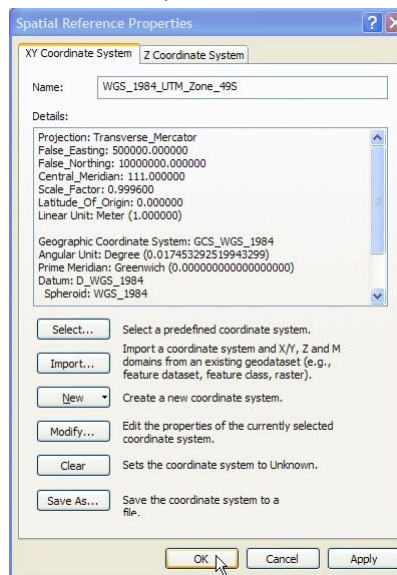 Spatial Reference Properties
XY Coordinate System Z Coordinate System
Name: WGS_1984_UTM_Zone_49S
Details:
Projection: Transverse_Mercator
False_Easting: 500000.000000
False_Northing: 10000000.000000
Central_Meridian: 111.000000
Scale_Factor: 0.999600
Latitude_Of_Origin: 0.000000
Linear Unit: Meter (1.000000)
Geographic Coordinate System: GCS_WGS_1984
Angular Unit: Degree (0.017453292519943299)
Prime Meridian: Greenwich (0.000000000000000000)
Datum: D_WGS_1984
Spheroid: WGS_1984
Select... Select a predefined coordinate system.
Import... Import a coordinate system and X/Y, Z and M
domains from an existing geodataset (e.g.,
feature dataset, feature class, raster).
New Create a new coordinate system.
Modify... Edit the properties of the currently selected
coordinate system.
Clear Sets the coordinate system to Unknown.
Save As... Save the coordinate system to a
file.
OK Cancel Apply